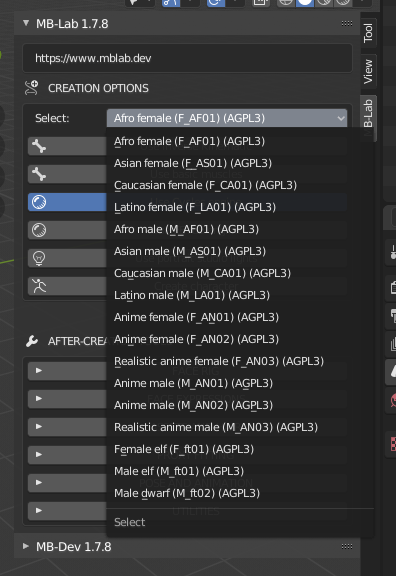 MB-Lab 1.7.8
https://www.mblab.dev
CREATION OPTIONS
Select:
Afro female (F_AF01) (AGPL3)
Afro female (F_AF01) (AGPL3)
Asian female (F_AS01) (AGPL3)
Caucasian female (F_CA01) (AGPL3)
Latino female (F_LA01) (AGPL3)
Afro male (M_AF01) (AGPL3)
Asian male (M_AS01) (AGPL3)
Caucasian male (M_CA01) (AGPL3)
Latino male (M_LA01) (AGPL3)
Anime female (F_AN01) (AGPL3)
Anime female (F_AN02) (AGPL3)
Realistic anime female (F_AN03) (AGPL3)
Anime male (M_AN01) (AGPL3)
Anime male (M_AN02) (AGPL3)
Realistic anime male (M_AN03) (AGPL3)
Female elf (F_ft01) (AGPL3)
Male elf (M_ft01) (AGPL3)
Male dwarf (M_ft02) (AGPL3)
Select
AFTER-CREA
UTILITIES
MB-Dev 1.7.8
Tool
View
B-Lab